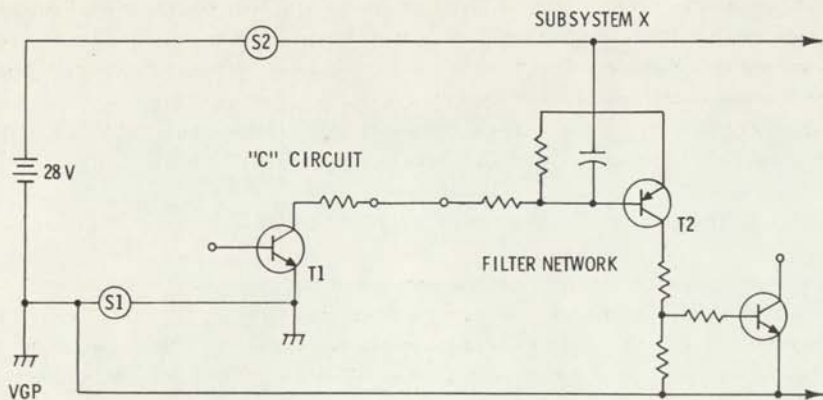 SUBSYSTEM X
S2
28 V
"C" CIRCUIT
T2
T1
FILTER NETWORK
S1
VGP